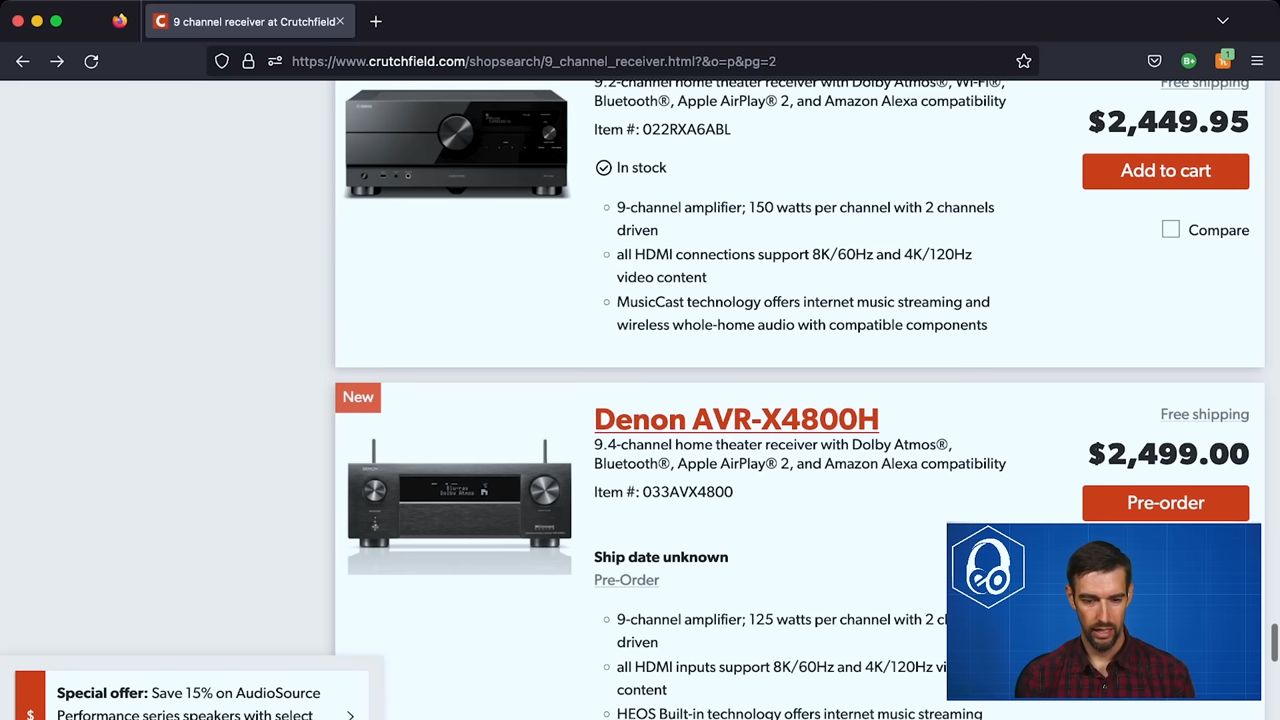 9 channel receiver at Crutchfield
https://www.crutchfield.com/shopsearch/9_channel_receiver.html?&o=p&pg=2
9.2-channel home theater receiver with Dolby Atmos®, Wi-Fi®,
Bluetooth®, Apple AirPlay® 2, and Amazon Alexa compatibility
Item #: 022RXA6ABL
In stock
9-channel amplifier; 150 watts per channel with 2 channels
driven
all HDMI connections support 8K/60Hz and 4K/120Hz
video content
MusicCast technology offers internet music streaming and
wireless whole-home audio with compatible components
Free shipping
$2,449.95
Add to cart
Compare
New
Denon AVR-X4800H
9.4-channel home theater receiver with Dolby Atmos®,
Bluetooth®, Apple AirPlay® 2, and Amazon Alexa compatibility
Item #: 033AVX4800
Ship date unknown
Pre-Order
9-channel amplifier; 125 watts per channel with 2
driven
all HDMI inputs support 8K/60Hz and 4K/120Hz
content
HEOS Built-in technology offers internet music streaming
Free shipping
$2,499.00
Pre-order
Blu-ray
Dolby Atmos
Special offer: Save 15% on AudioSource
Performance series speakers with select
$
B+
1